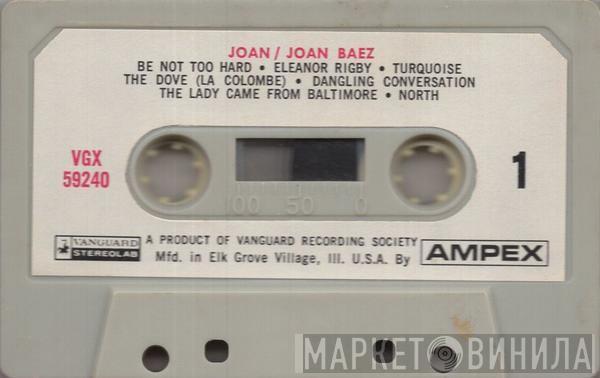 JOAN / JOAN BAEZ
BE NOT TOO HARD • ELEANOR RIGBY • TURQUOISE
THE DOVE (LA COLOMBE) • DANGLING CONVERSATION
THE LADY CAME FROM BALTIMORE • NORTH
VGX
59240
1
00 50 0
VANGUARD
STEREOLAB
A PRODUCT OF VANGUARD RECORDING SOCIETY
Mfd. in Elk Grove Village, Ill. U.S.A. By
AMPEX
МАРКЕТ ВИНИЛА